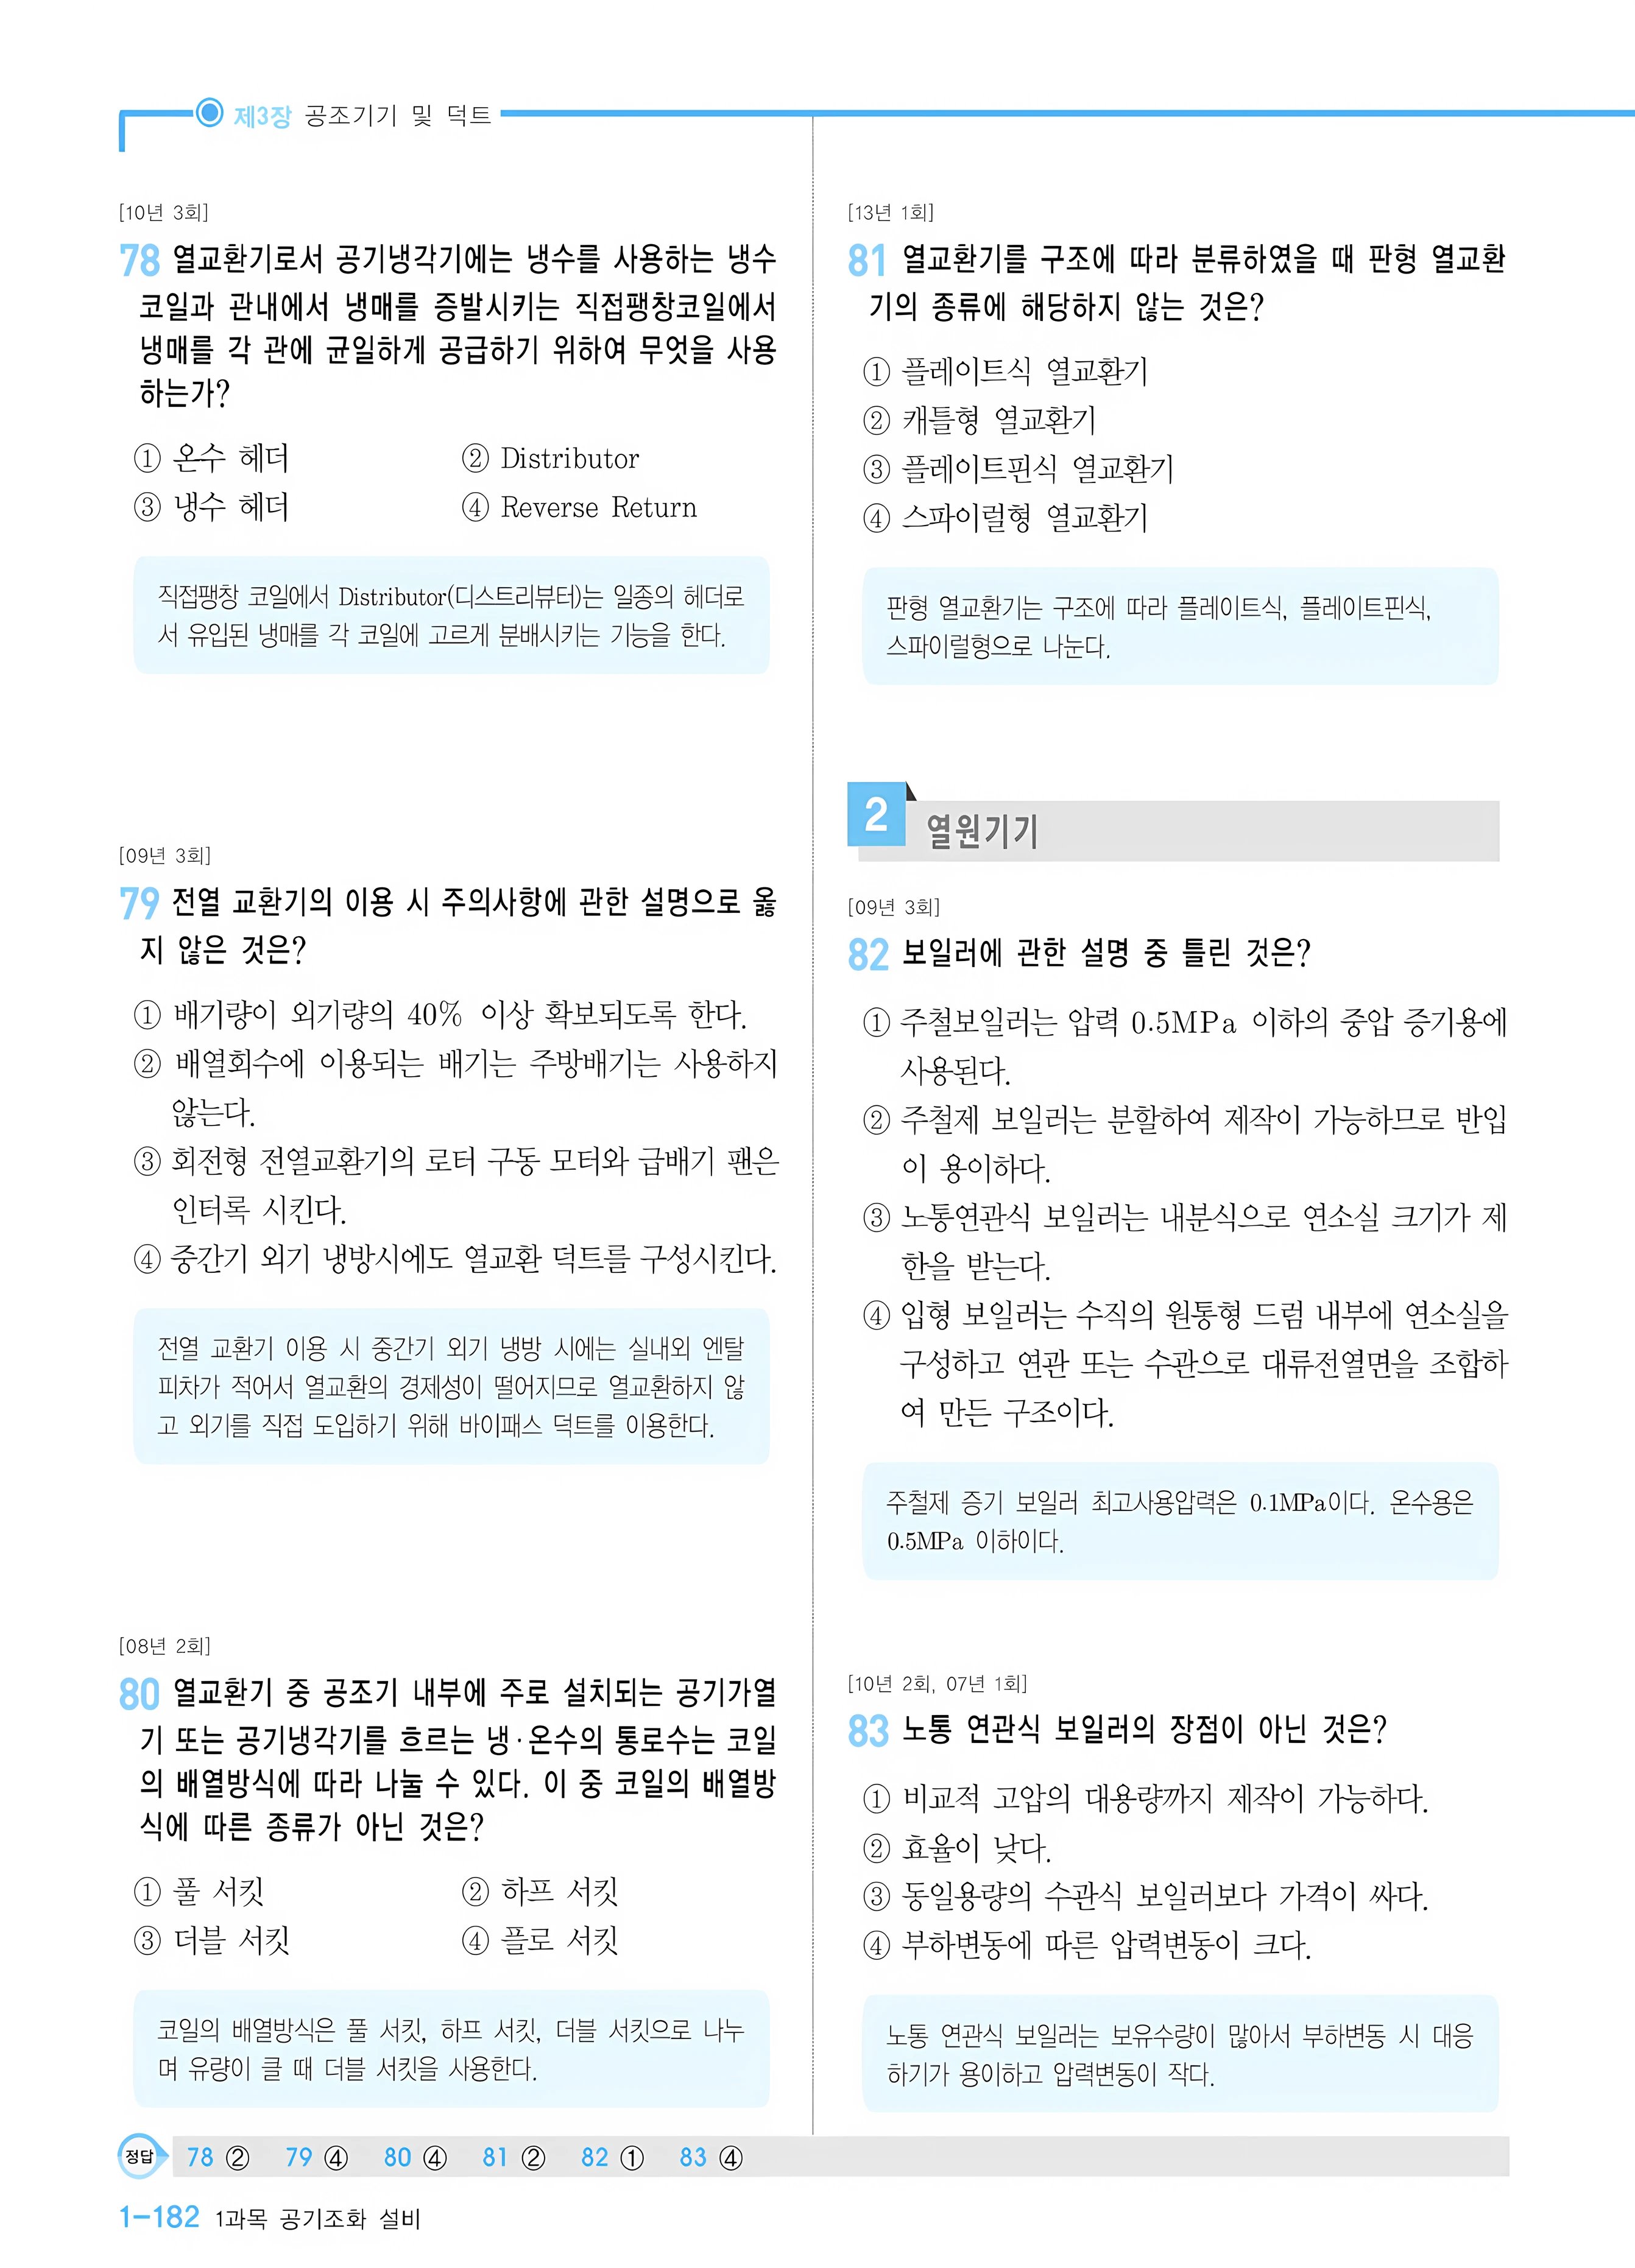 제3장 공조기기 및 덕트
[10년 3회]
78 열교환기로서 공기냉각기에는 냉수를 사용하는 냉수
코일과 관내에서 냉매를 증발시키는 직접팽창코일에서
냉매를 각 관에 균일하게 공급하기 위하여 무엇을 사용
하는가?
① 온수 헤더 ② Distributor
③ 냉수 헤더 ④ Reverse Return
직접팽창 코일에서 Distributor(디스트리뷰터)는 일종의 헤더로
서 유입된 냉매를 각 코일에 고르게 분배시키는 기능을 한다.
[09년 3회]
79 전열 교환기의 이용 시 주의사항에 관한 설명으로 옳
지 않은 것은?
① 배기량이 외기량의 40% 이상 확보되도록 한다.
② 배열회수에 이용되는 배기는 주방배기는 사용하지
않는다.
③ 회전형 전열교환기의 로터 구동 모터와 급배기 팬은
인터록 시킨다.
④ 중간기 외기 냉방시에도 열교환 덕트를 구성시킨다.
전열 교환기 이용 시 중간기 외기 냉방 시에는 실내외 엔탈
피차가 적어서 열교환의 경제성이 떨어지므로 열교환하지 않
고 외기를 직접 도입하기 위해 바이패스 덕트를 이용한다.
[08년 2회]
80 열교환기 중 공조기 내부에 주로 설치되는 공기가열
기 또는 공기냉각기를 흐르는 냉·온수의 통로수는 코일
의 배열방식에 따라 나눌 수 있다. 이 중 코일의 배열방
식에 따른 종류가 아닌 것은?
① 풀 서킷 ② 하프 서킷
③ 더블 서킷 ④ 플로 서킷
코일의 배열방식은 풀 서킷, 하프 서킷, 더블 서킷으로 나누
며 유량이 클 때 더블 서킷을 사용한다.
[13년 1회]
81 열교환기를 구조에 따라 분류하였을 때 판형 열교환
기의 종류에 해당하지 않는 것은?
① 플레이트식 열교환기
② 캐틀형 열교환기
③ 플레이트핀식 열교환기
④ 스파이럴형 열교환기
판형 열교환기는 구조에 따라 플레이트식, 플레이트핀식,
스파이럴형으로 나눈다.
2 열원기기
[09년 3회]
82 보일러에 관한 설명 중 틀린 것은?
① 주철보일러는 압력 0.5MPa 이하의 중압 증기용에
사용된다.
② 주철제 보일러는 분할하여 제작이 가능하므로 반입
이 용이하다.
③ 노통연관식 보일러는 내분식으로 연소실 크기가 제
한을 받는다.
④ 입형 보일러는 수직의 원통형 드럼 내부에 연소실을
구성하고 연관 또는 수관으로 대류전열면을 조합하
여 만든 구조이다.
주철제 증기 보일러 최고사용압력은 0.1MPa이다. 온수용은
0.5MPa 이하이다.
[10년 2회, 07년 1회]
83 노통 연관식 보일러의 장점이 아닌 것은?
① 비교적 고압의 대용량까지 제작이 가능하다.
② 효율이 낮다.
③ 동일용량의 수관식 보일러보다 가격이 싸다.
④ 부하변동에 따른 압력변동이 크다.
노통 연관식 보일러는 보유수량이 많아서 부하변동 시 대응
하기가 용이하고 압력변동이 작다.
정답 78 ② 79 ④ 80 ④ 81 ② 82 ① 83 ④
1-182 1과목 공기조화 설비